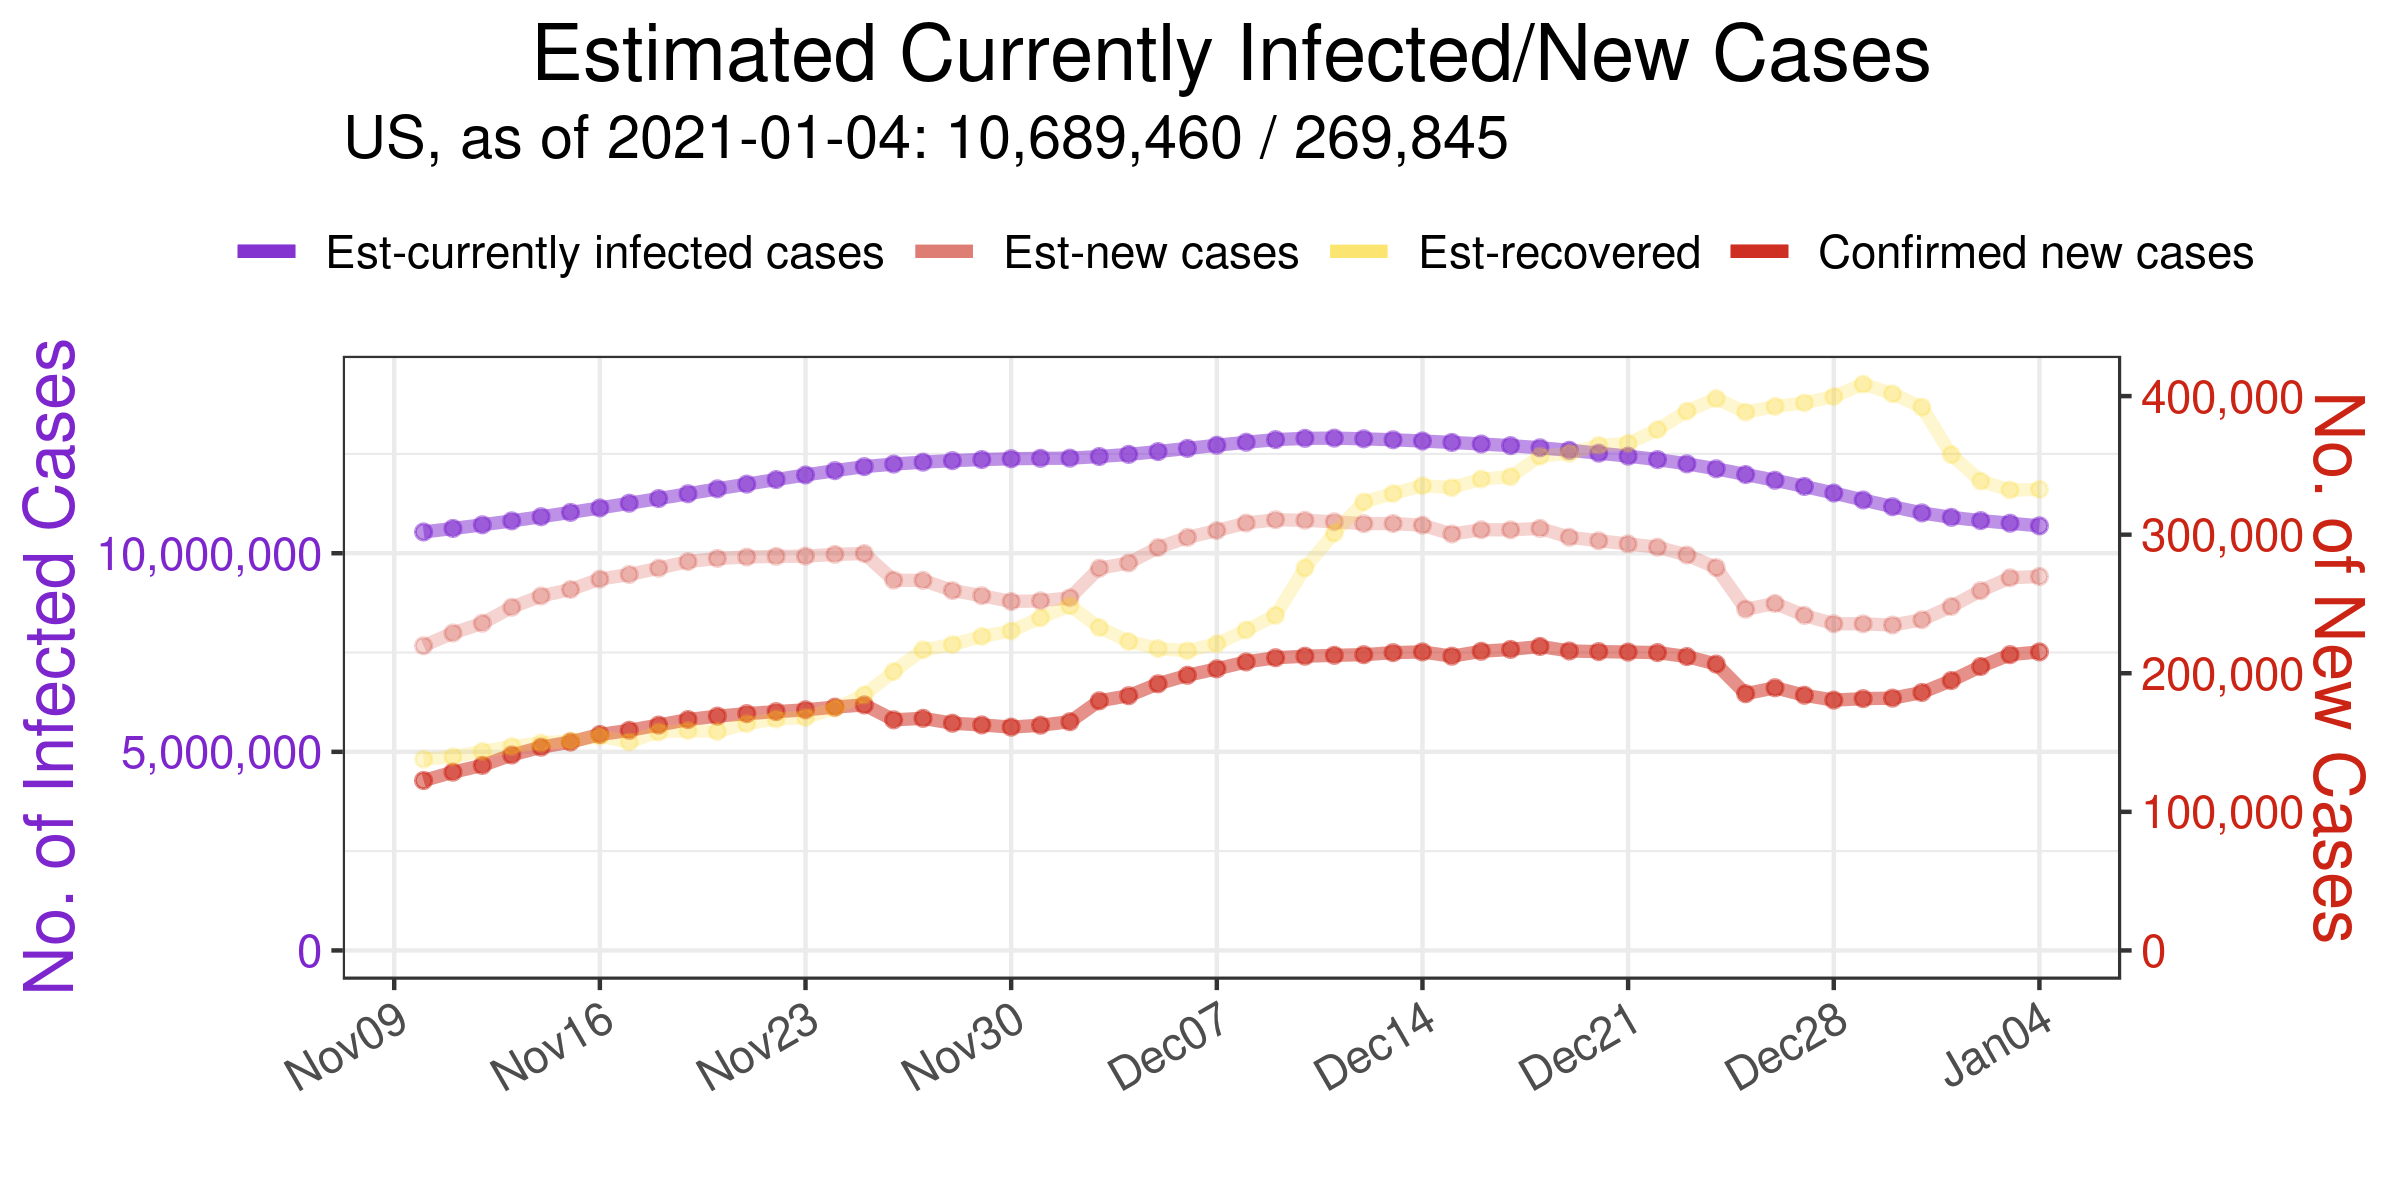 Estimated Currently Infected/New Cases
US, as of 2021-01-04: 10,689,460 / 269,845
Est-currently infected cases Est-new cases Est-recovered Confirmed new cases
No. of Infected Cases
10,000,000
5,000,000
0
400,000
300,000
200,000
100,000
0
No. of New Cases
Nov09 Nov16 Nov23 Nov30 Dec07 Dec14 Dec21 Dec28 Jan04